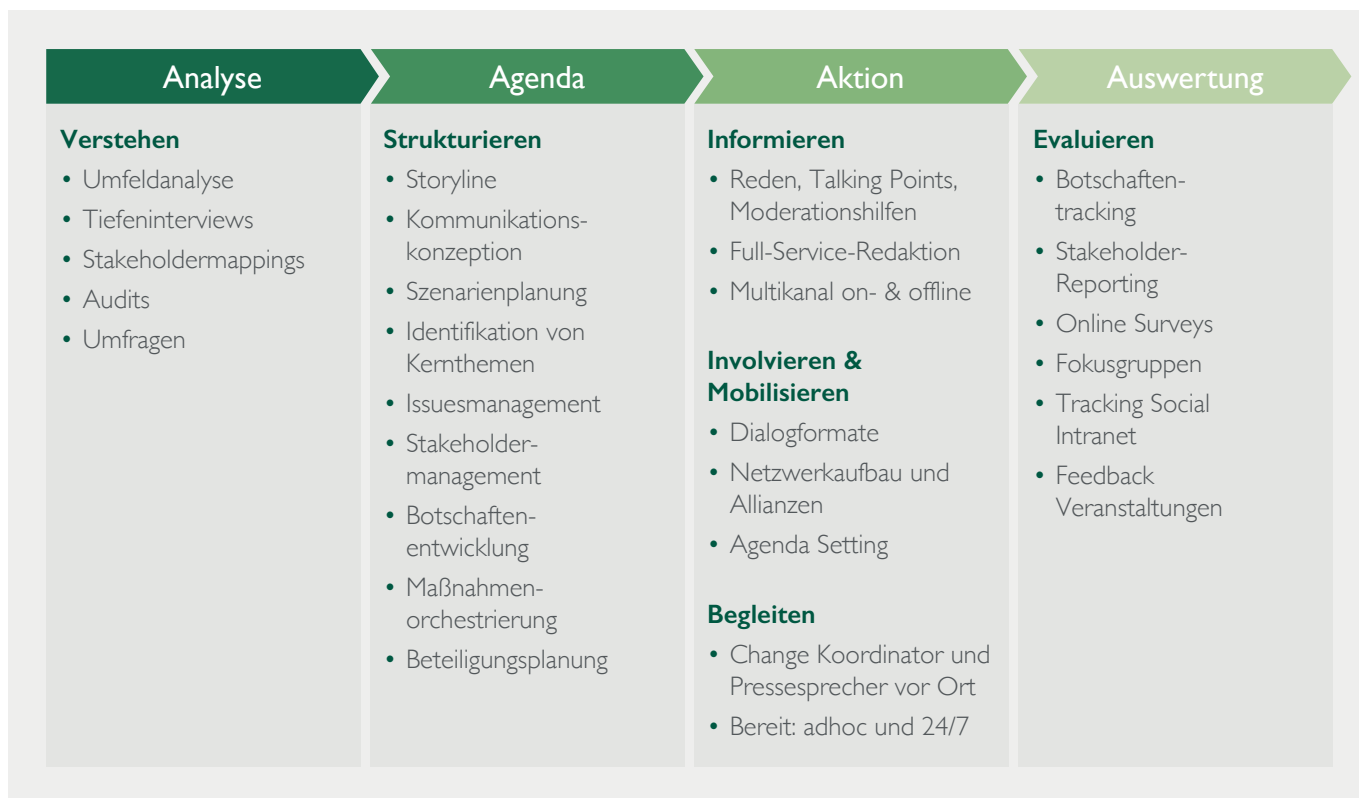 Analyse
Agenda
Aktion
Auswertung
Verstehen
• Umfeldanalyse
• Tiefeninterviews
• Stakeholdermappings
• Audits
• Umfragen
Strukturieren
• Storyline
• Kommunikations-
konzeption
• Szenarienplanung
• Identifikation von
Kernthemen
• Issuesmanagement
• Stakeholder-
management
• Botschaften-
entwicklung
• Maßnahmen-
orchestrierung
• Beteiligungsplanung
Informieren
• Reden, Talking Points,
Moderationshilfen
• Full-Service-Redaktion
• Multikanal on- & offline
Involvieren &
Mobilisieren
• Dialogformate
• Netzwerkaufbau und
Allianzen
• Agenda Setting
Begleiten
• Change Koordinator und
Pressesprecher vor Ort
• Bereit: adhoc und 24/7
Evaluieren
• Botschaften-
tracking
• Stakeholder-
Reporting
• Online Surveys
• Fokusgruppen
• Tracking Social
Intranet
• Feedback
Veranstaltungen